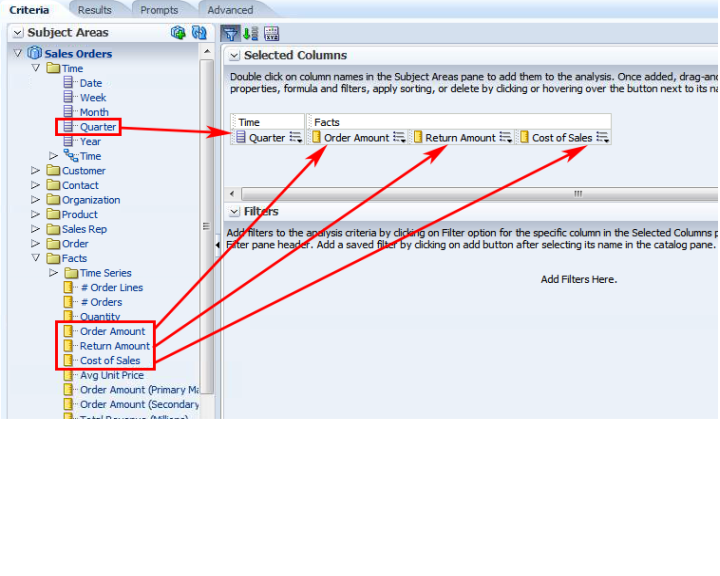 Criteria Results Prompts Advanced
Subject Areas
Sales Orders
Time
Date
Week
Month
Quarter
Year
Time
Customer
Contact
Organization
Product
Sales Rep
Order
Facts
Time Series
# Order Lines
# Orders
Quantity
Order Amount
Return Amount
Cost of Sales
Avg Unit Price
Order Amount (Primary Ma
Order Amount (Secondary
Total Revenue (Millions)
Selected Columns
Double click on column names in the Subject Areas pane to add them to the analysis. Once added, drag-and
properties, formula and filters, apply sorting, or delete by clicking or hovering over the button next to its na
Time Facts
Quarter Order Amount Return Amount Cost of Sales
Filters
Add filters to the analysis criteria by clicking on Filter option for the specific column in the Selected Columns p
Filter pane header. Add a saved filter by clicking on add button after selecting its name in the catalog pane.
Add Filters Here.